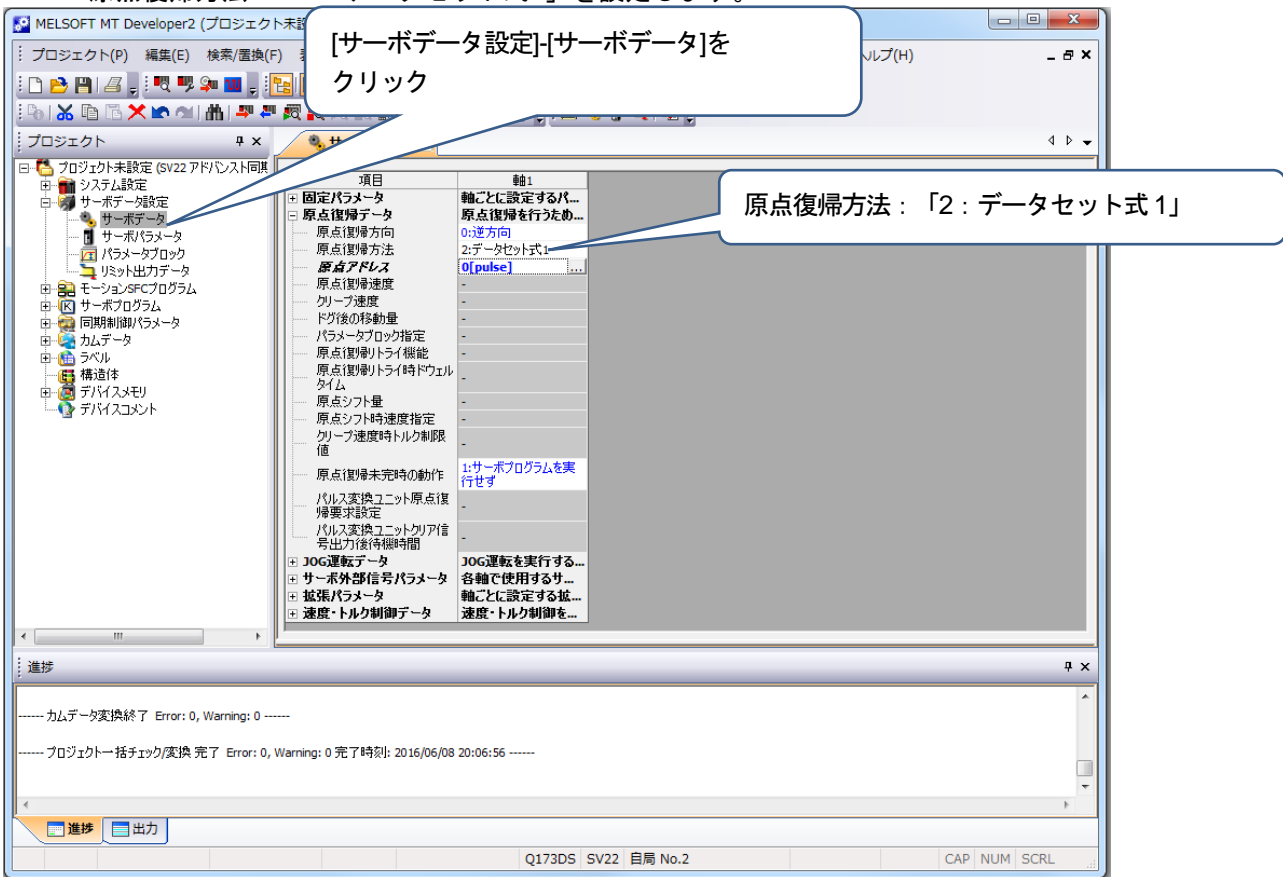 MELSOFT MT Developer2 (プロジェクト未設
[サーボデータ設定]-[サーボデータ]を
クリック
プロジェクト(P) 編集(E) 検索/置換(F) ヘルプ(H)
プロジェクト
項目 軸1
プロジェクト未設定 (SV22 アドバンスト同期
システム設定
サーボデータ設定
サーボデータ
サーボパラメータ
パラメータブロック
リミット出力データ
モーションSFCプログラム
サーボプログラム
同期制御パラメータ
カムデータ
ラベル
構造体
デバイスメモリ
デバイスコメント
固定パラメータ 軸ごとに設定するパ...
原点復帰データ 原点復帰を行うため...
原点復帰方向 0:逆方向
原点復帰方法 2:データセット式1
原点アドレス 0[pulse] ...
原点復帰速度 -
クリープ速度 -
ドグ後の移動量 -
パラメータブロック指定 -
原点復帰リトライ機能 -
原点復帰リトライ時ドウェル
タイム -
原点シフト量 -
原点シフト時速度指定 -
クリープ速度時トルク制限
値 -
原点復帰未完時の動作 1:サーボプログラムを実
行せず
パルス変換ユニット原点復
帰要求設定 -
パルス変換ユニットクリア信
号出力後待機時間 -
JOG運転データ JOG運転を実行する...
サーボ外部信号パラメータ 各軸で使用するサ...
拡張パラメータ 軸ごとに設定する拡...
速度・トルク制御データ 速度・トルク制御を...
原点復帰方法：「2：データセット式1」
進捗
------ カムデータ変換終了 Error: 0, Warning: 0 ------
------ プロジェクト一括チェック/変換 完了 Error: 0, Warning: 0 完了時刻: 2016/06/08 20:06:56 ------
進捗 出力
Q173DS SV22 自局 No.2 CAP NUM SCRL